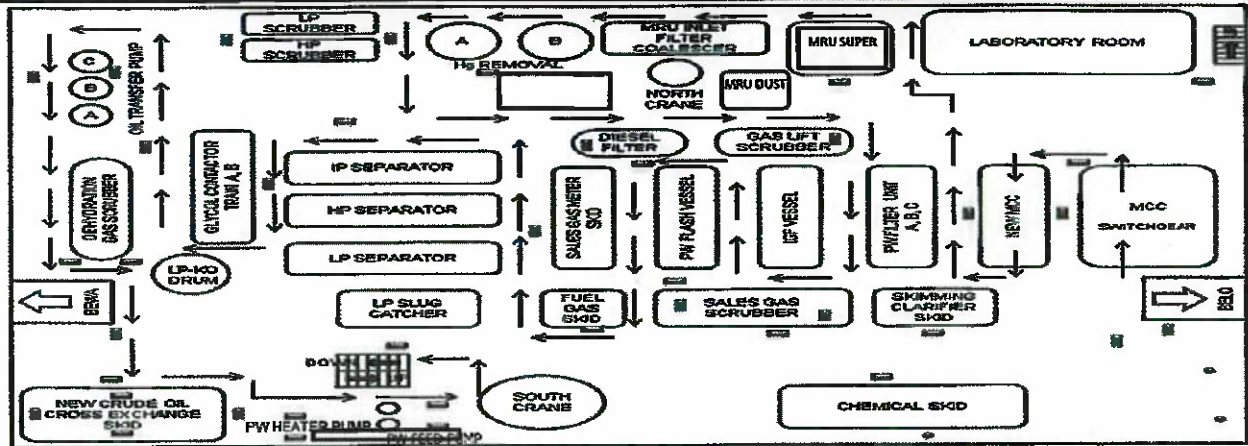 LP
SCRUBBER
HP
SCRUBBER
A
B
Hg REMOVAL
MRU INLET
FILTER
COALESCER
MRU SUPER
LABORATORY ROOM
NORTH
CRANE
MRU DUST
C
B
A
OIL TRANSFER PUMP
DIESEL
FILTER
GAS LIFT
SCRUBBER
DEHYDRATION
GAS SCRUBBER
GLYCOL CONTACTOR
TRAIN A, B
IP SEPARATOR
HP SEPARATOR
LP SEPARATOR
SALES GAS METER
SKID
PW FLASH VESSEL
IGF VESSEL
PW FILTER UNIT
A, B, C
NEW MCC
MCC
SWITCHGEAR
LP-KO
DRUM
BEWA
LP SLUG
CATCHER
FUEL
GAS
SKID
SALES GAS
SCRUBBER
SKIMMING
CLARIFIER
SKID
BELO
NEW CRUDE OIL
CROSS EXCHANGE
SKID
PW HEATER PUMP
PW FEED PUMP
SOUTH
CRANE
CHEMICAL SKID